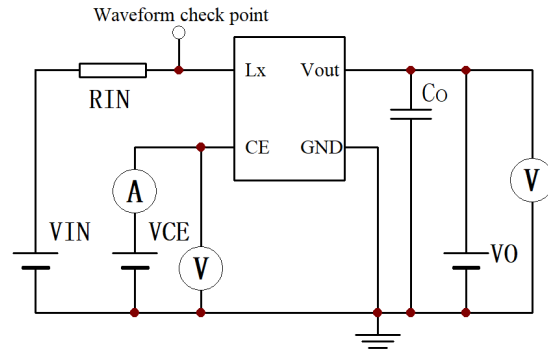 Waveform check point
Lx
Vout
RIN
Co
CE
GND
A
V
VIN
VCE
V
VO